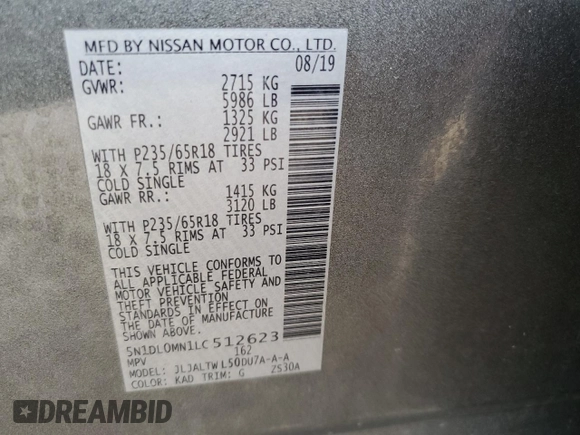 MFD BY NISSAN MOTOR CO., LTD.
DATE: 08/19
GVWR: 2715 KG
5986 LB
GAWR FR.: 1325 KG
2921 LB
WITH P235/65R18 TIRES
18 X 7.5 RIMS AT 33 PSI
COLD SINGLE
GAWR RR.: 1415 KG
3120 LB
WITH P235/65R18 TIRES
18 X 7.5 RIMS AT 33 PSI
COLD SINGLE
THIS VEHICLE CONFORMS TO
ALL APPLICABLE FEDERAL
MOTOR VEHICLE SAFETY AND
THEFT PREVENTION
STANDARDS IN EFFECT ON
THE DATE OF MANUFACTURE
SHOWN ABOVE.
5N1DL0MN1LC512623
MPV 162
MODEL: JLJALTWL50DU7A-A-A
COLOR: KAD TRIM: G 2S30A
DREAMBID